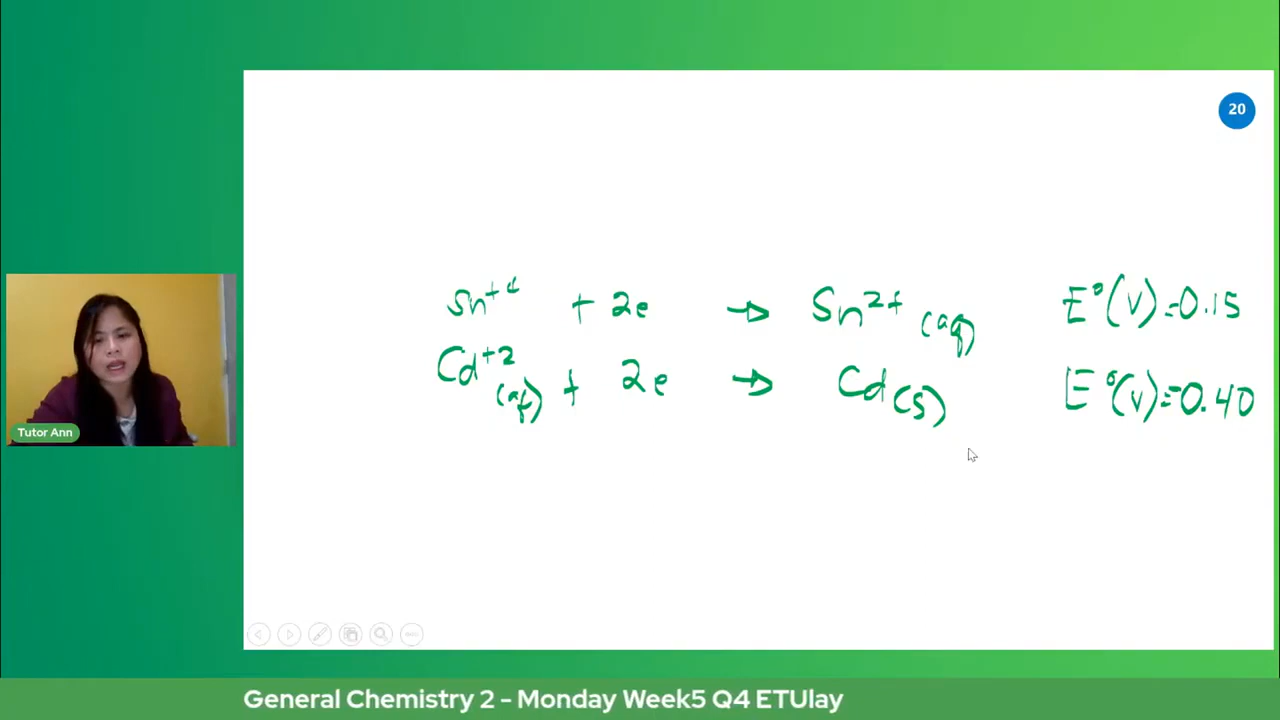 20
Sn⁺⁴ + 2e → Sn²⁺ (aq) E°(V)=0.15
Cd⁺² (aq) + 2e → Cd(s) E°(V)=0.40
Tutor Ann
General Chemistry 2 - Monday Week5 Q4 ETUlay